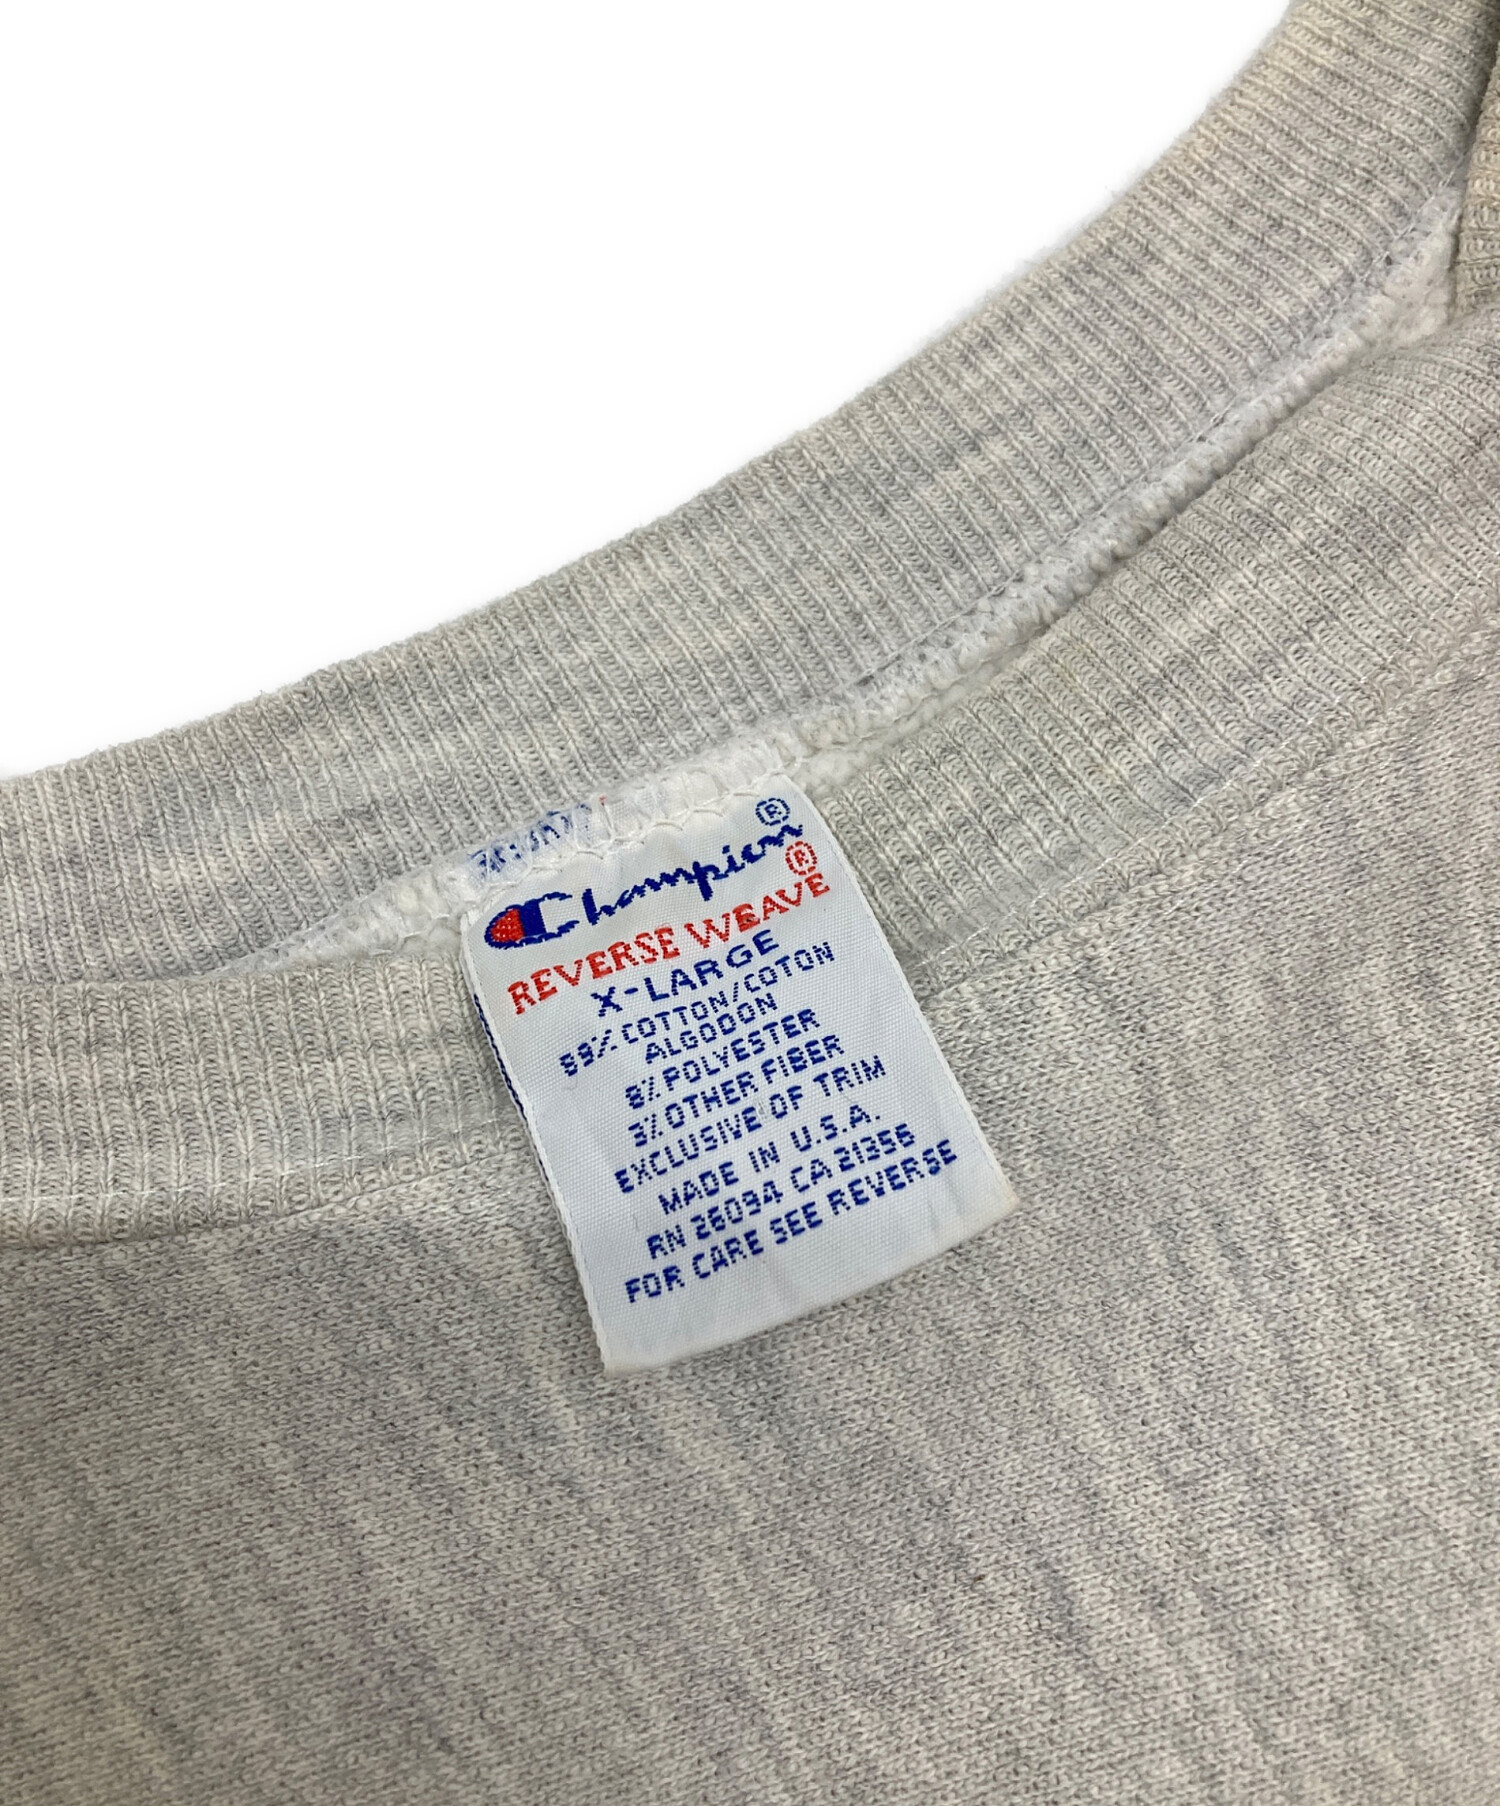 Champion®
REVERSE WEAVE®
X-LARGE
89% COTTON/COTON
ALGODON
8% POLYESTER
3% OTHER FIBER
EXCLUSIVE OF TRIM
MADE IN U.S.A.
RN 26094 CA 21356
FOR CARE SEE REVERSE